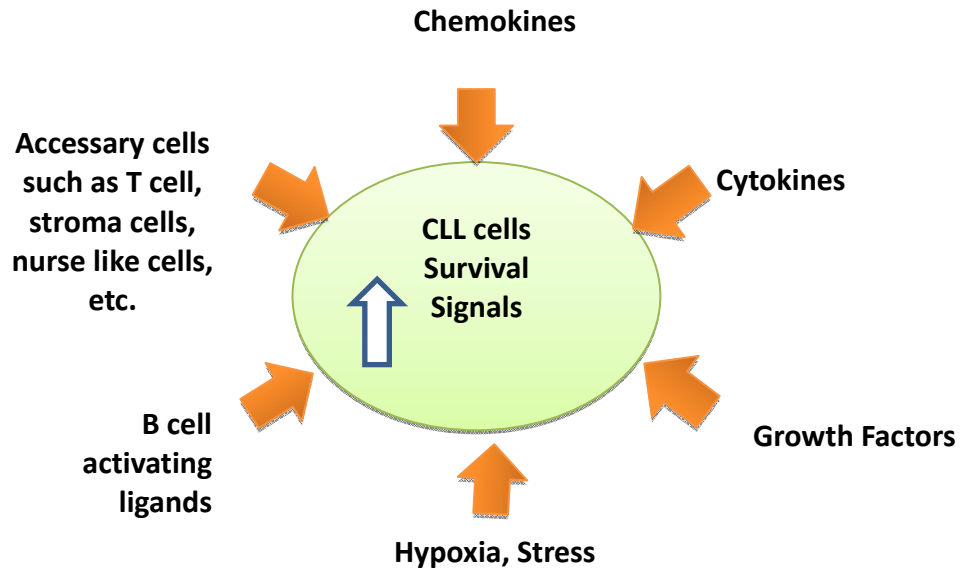 Chemokines
Accessary cells
such as T cell,
stroma cells,
nurse like cells,
etc.
Cytokines
CLL cells
Survival
Signals
B cell
activating
ligands
Growth Factors
Hypoxia, Stress